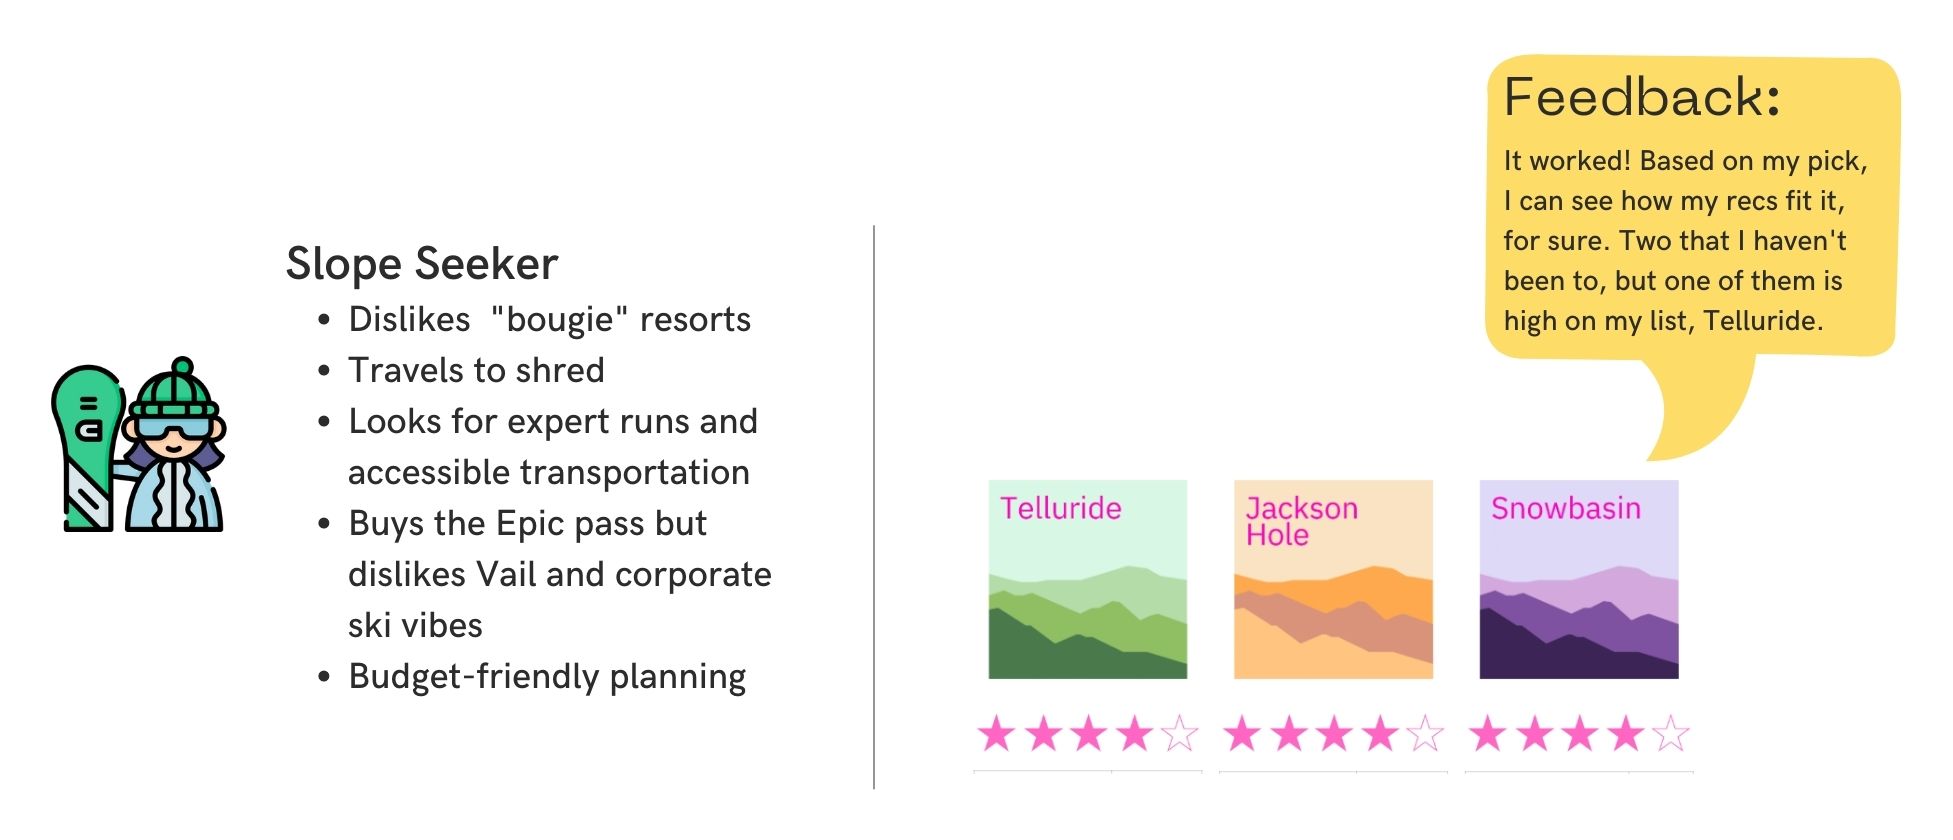 Slope Seeker
• Dislikes "bougie" resorts
• Travels to shred
• Looks for expert runs and
accessible transportation
• Buys the Epic pass but
dislikes Vail and corporate
ski vibes
• Budget-friendly planning
Feedback:
It worked! Based on my pick,
I can see how my recs fit it,
for sure. Two that I haven't
been to, but one of them is
high on my list, Telluride.
Telluride
Jackson
Hole
Snowbasin